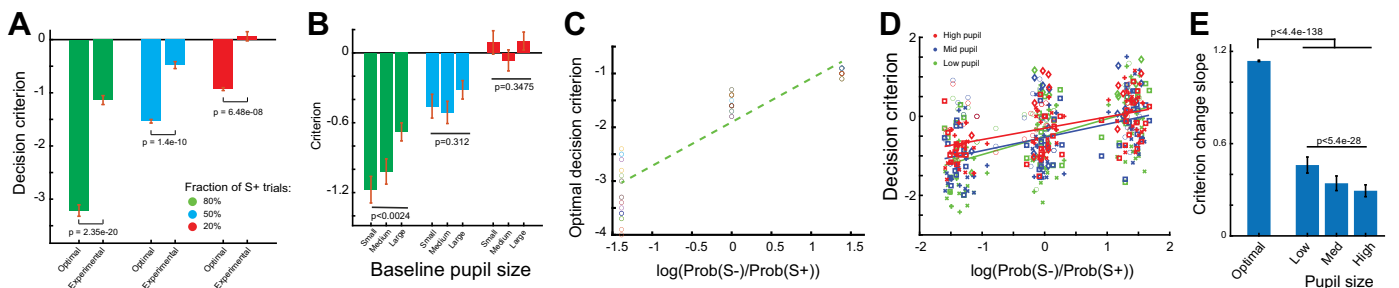 A
Decision criterion
0
-1
-2
-3
p = 2.35e-20
p = 1.4e-10
p = 6.48e-08
Fraction of S+ trials:
80%
50%
20%
Optimal
Experimental
Optimal
Experimental
Optimal
Experimental
B
Criterion
0
-0.6
-1.2
p<0.0024
p=0.312
p=0.3475
Small
Medium
Large
Small
Medium
Large
Small
Medium
Large
Baseline pupil size
C
Optimal decision criterion
-1
-2
-3
-4
-1.5 -1 -0.5 0 0.5 1 1.5
log(Prob(S-)/Prob(S+))
D
High pupil
Mid pupil
Low pupil
Decision criterion
2
1
0
-1
-2
-2 -1 0 1 2
log(Prob(S-)/Prob(S+))
E
p<4.4e-138
p<5.4e-28
Criterion change slope
1.2
0.6
0
Optimal
Low
Med
High
Pupil size